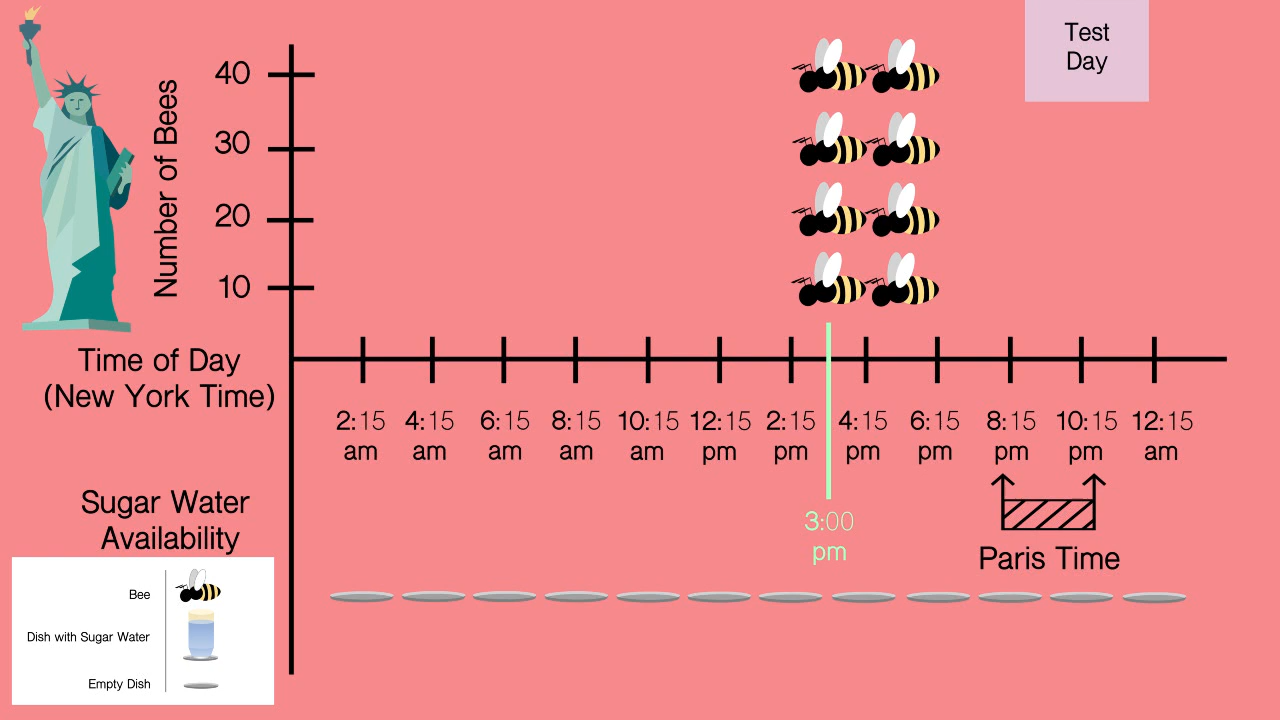 Test
Day
Number of Bees
40
30
20
10
Time of Day
(New York Time)
2:15 4:15 6:15 8:15 10:15 12:15 2:15 4:15 6:15 8:15 10:15 12:15
am am am am am pm pm pm pm pm pm am
3:00
pm
Paris Time
Sugar Water
Availability
Bee
Dish with Sugar Water
Empty Dish